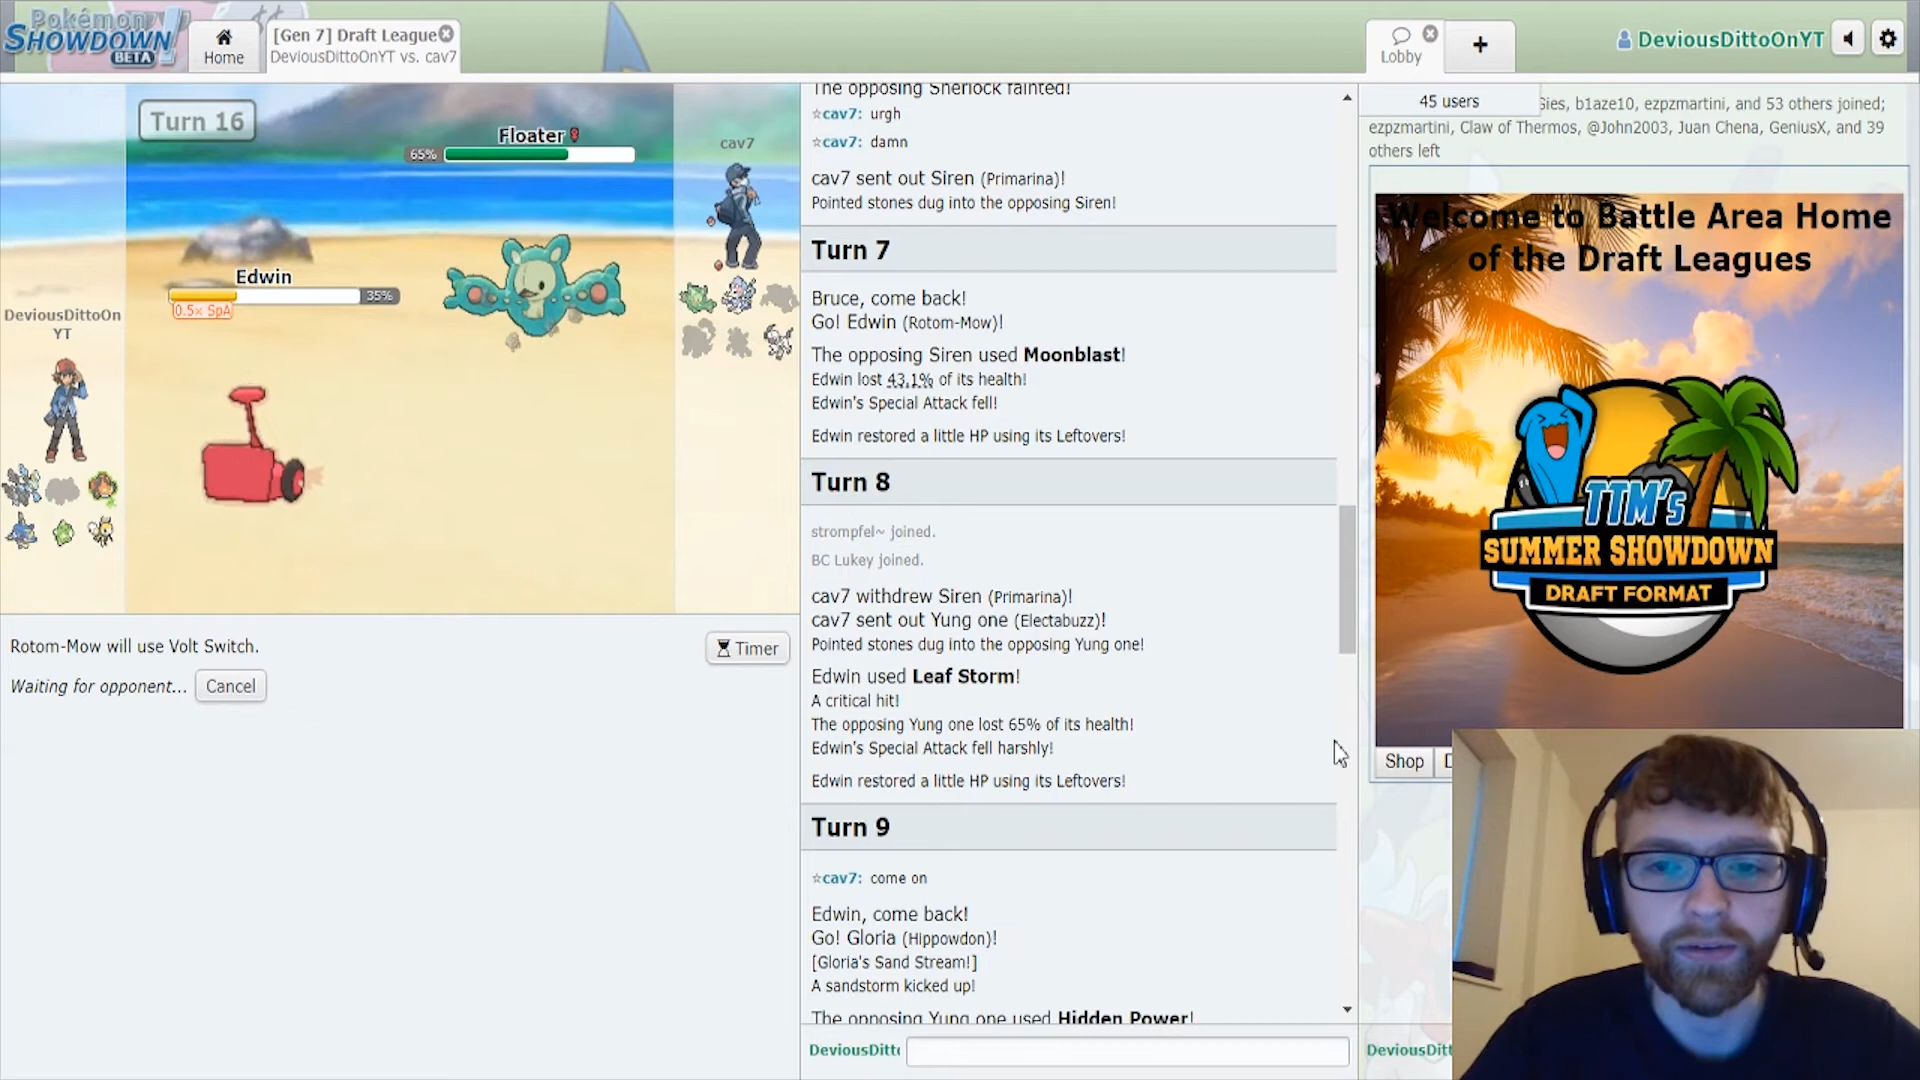 Pokémon
SHOWDOWN!
BETA
Home
[Gen 7] Draft League
DeviousDittoOnYT vs. cav7
Lobby
+
DeviousDittoOnYT
Turn 16
Floater
65%
cav7
Edwin
35%
0.5× SpA
DeviousDittoOn
YT
Rotom-Mow will use Volt Switch.
Timer
Waiting for opponent...
Cancel
The opposing Sherlock fainted!
☆cav7: urgh
☆cav7: damn
cav7 sent out Siren (Primarina)!
Pointed stones dug into the opposing Siren!
Turn 7
Bruce, come back!
Go! Edwin (Rotom-Mow)!
The opposing Siren used Moonblast!
Edwin lost 43.1% of its health!
Edwin's Special Attack fell!
Edwin restored a little HP using its Leftovers!
Turn 8
strompfel~ joined.
BC Lukey joined.
cav7 withdrew Siren (Primarina)!
cav7 sent out Yung one (Electabuzz)!
Pointed stones dug into the opposing Yung one!
Edwin used Leaf Storm!
A critical hit!
The opposing Yung one lost 65% of its health!
Edwin's Special Attack fell harshly!
Edwin restored a little HP using its Leftovers!
Turn 9
☆cav7: come on
Edwin, come back!
Go! Gloria (Hippowdon)!
[Gloria's Sand Stream!]
A sandstorm kicked up!
The opposing Yung one used Hidden Power!
DeviousDitt
45 users
b1aze10, ezpzmartini, and 53 others joined;
ezpzmartini, Claw of Thermos, @John2003, Juan Chena, GeniusX, and 39
others left
Welcome to Battle Area Home
of the Draft Leagues
TTM's
SUMMER SHOWDOWN
DRAFT FORMAT
Shop
DeviousDitt